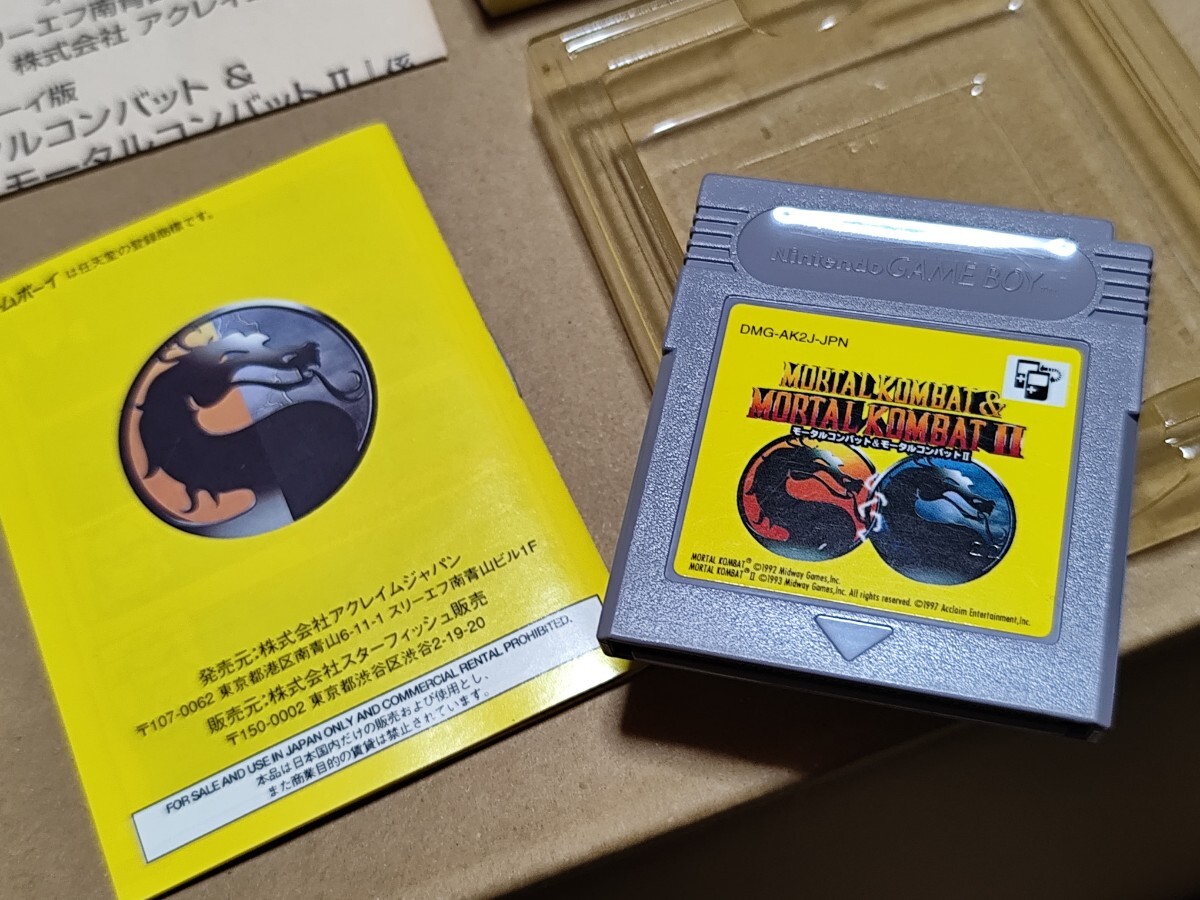 スリーエフ南青山
株式会社 アクレイ
ーイ版
タルコンバット &
モータルコンバットⅡ」係
ムボーイ は任天堂の登録商標です。
発売元:株式会社アクレイムジャパン
〒107-0062 東京都港区南青山6-11-1 スリーエフ南青山ビル1F
販売元:株式会社スターフィッシュ販売
〒150-0002 東京都渋谷区渋谷2-19-20
FOR SALE AND USE IN JAPAN ONLY AND COMMERCIAL RENTAL PROHIBITED.
本品は日本国内だけの販売および使用とし、
また商業目的の賃貸は禁止されています。
Nintendo GAME BOY
DMG-AK2J-JPN
MORTAL KOMBAT &
MORTAL KOMBAT II
モータルコンバット&モータルコンバットⅡ
MORTAL KOMBAT® ©1992 Midway Games,Inc.
MORTAL KOMBAT® II ©1993 Midway Games,Inc. All rights reserved. ©1997 Acclaim Entertainment,Inc.